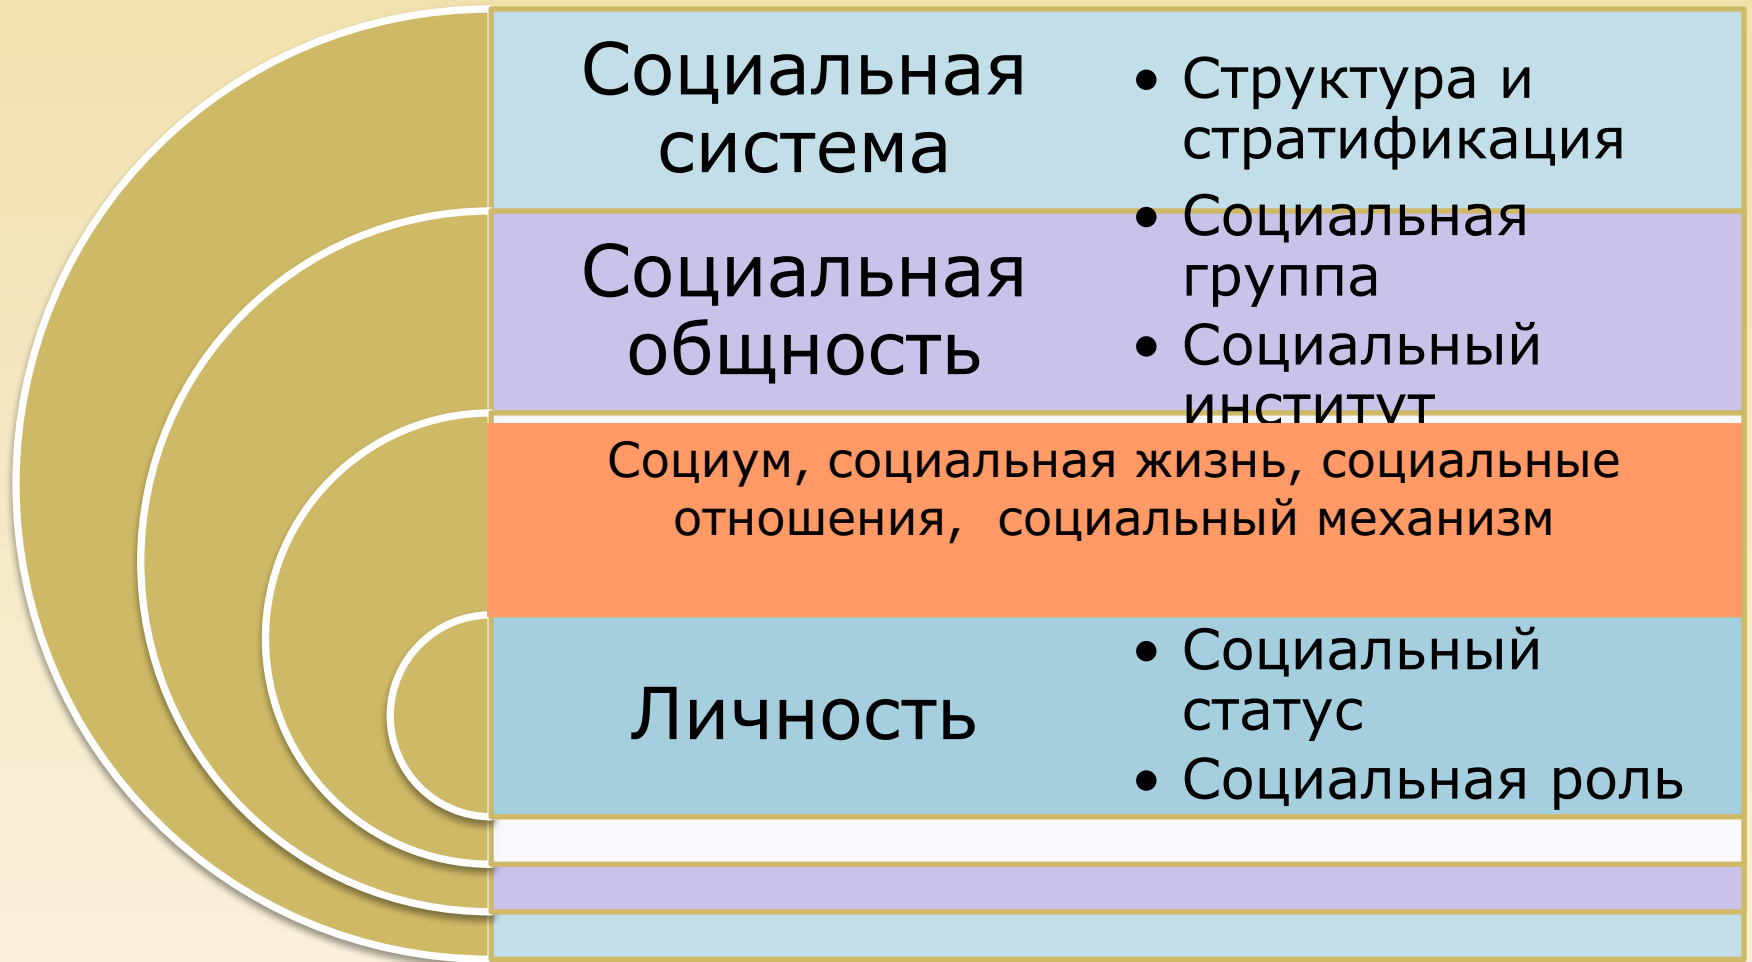 Социальная
система
• Структура и
стратификация
Социальная
общность
• Социальная
группа
• Социальный
институт
Социум, социальная жизнь, социальные
отношения, социальный механизм
Личность
• Социальный
статус
• Социальная роль